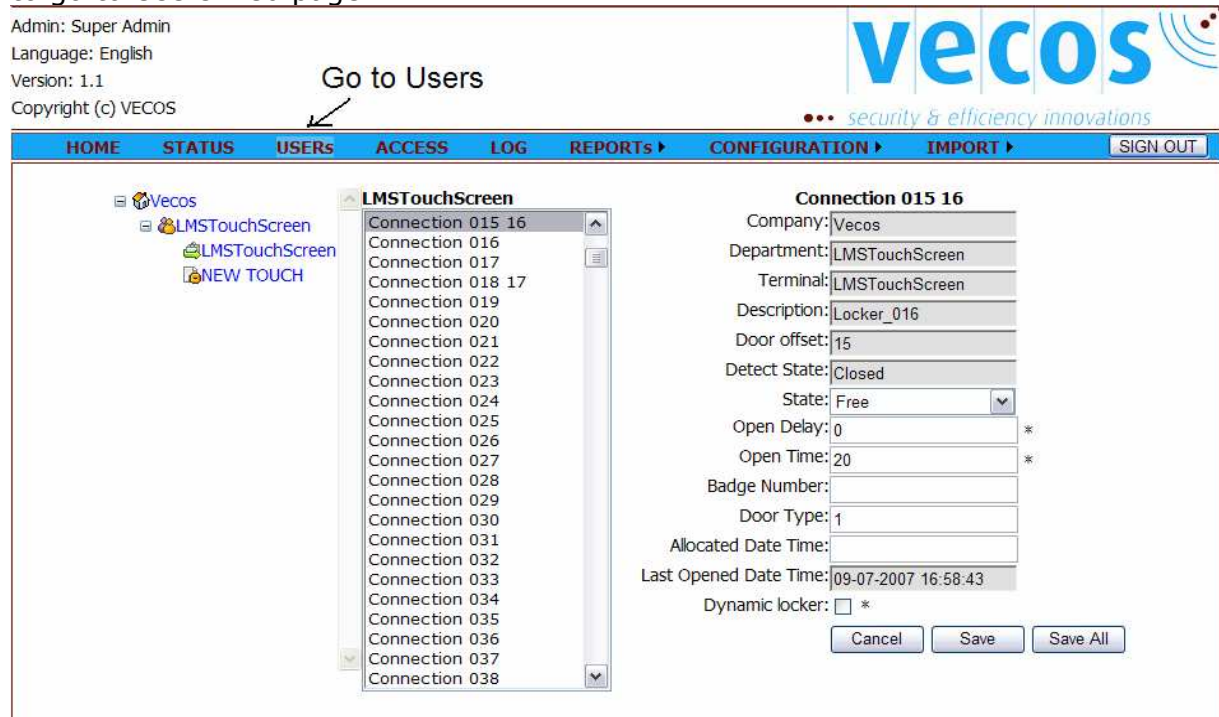 Admin: Super Admin
Language: English
Version: 1.1
Copyright (c) VECOS
Go to Users
vecos
security & efficiency innovations
HOME STATUS USERs ACCESS LOG REPORTs CONFIGURATION IMPORT SIGN OUT
Vecos
LMSTouchScreen
LMSTouchScreen
NEW TOUCH
LMSTouchScreen
Connection 015 16
Connection 016
Connection 017
Connection 018 17
Connection 019
Connection 020
Connection 021
Connection 022
Connection 023
Connection 024
Connection 025
Connection 026
Connection 027
Connection 028
Connection 029
Connection 030
Connection 031
Connection 032
Connection 033
Connection 034
Connection 035
Connection 036
Connection 037
Connection 038
Connection 015 16
Company: Vecos
Department: LMSTouchScreen
Terminal: LMSTouchScreen
Description: Locker_016
Door offset: 15
Detect State: Closed
State: Free
Open Delay: 0 *
Open Time: 20 *
Badge Number:
Door Type: 1
Allocated Date Time:
Last Opened Date Time: 09-07-2007 16:58:43
Dynamic locker: *
Cancel Save Save All